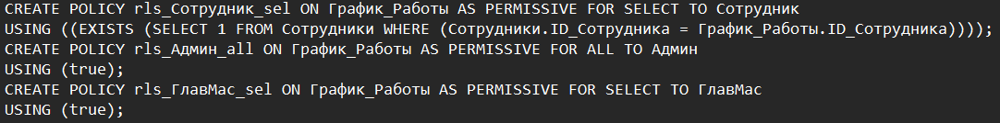 CREATE POLICY rls_Сотрудник_sel ON График_Работы AS PERMISSIVE FOR SELECT TO Сотрудник
USING ((EXISTS (SELECT 1 FROM Сотрудники WHERE (Сотрудники.ID_Сотрудника = График_Работы.ID_Сотрудника))));
CREATE POLICY rls_Админ_all ON График_Работы AS PERMISSIVE FOR ALL TO Админ
USING (true);
CREATE POLICY rls_ГлавМас_sel ON График_Работы AS PERMISSIVE FOR SELECT TO ГлавМас
USING (true);